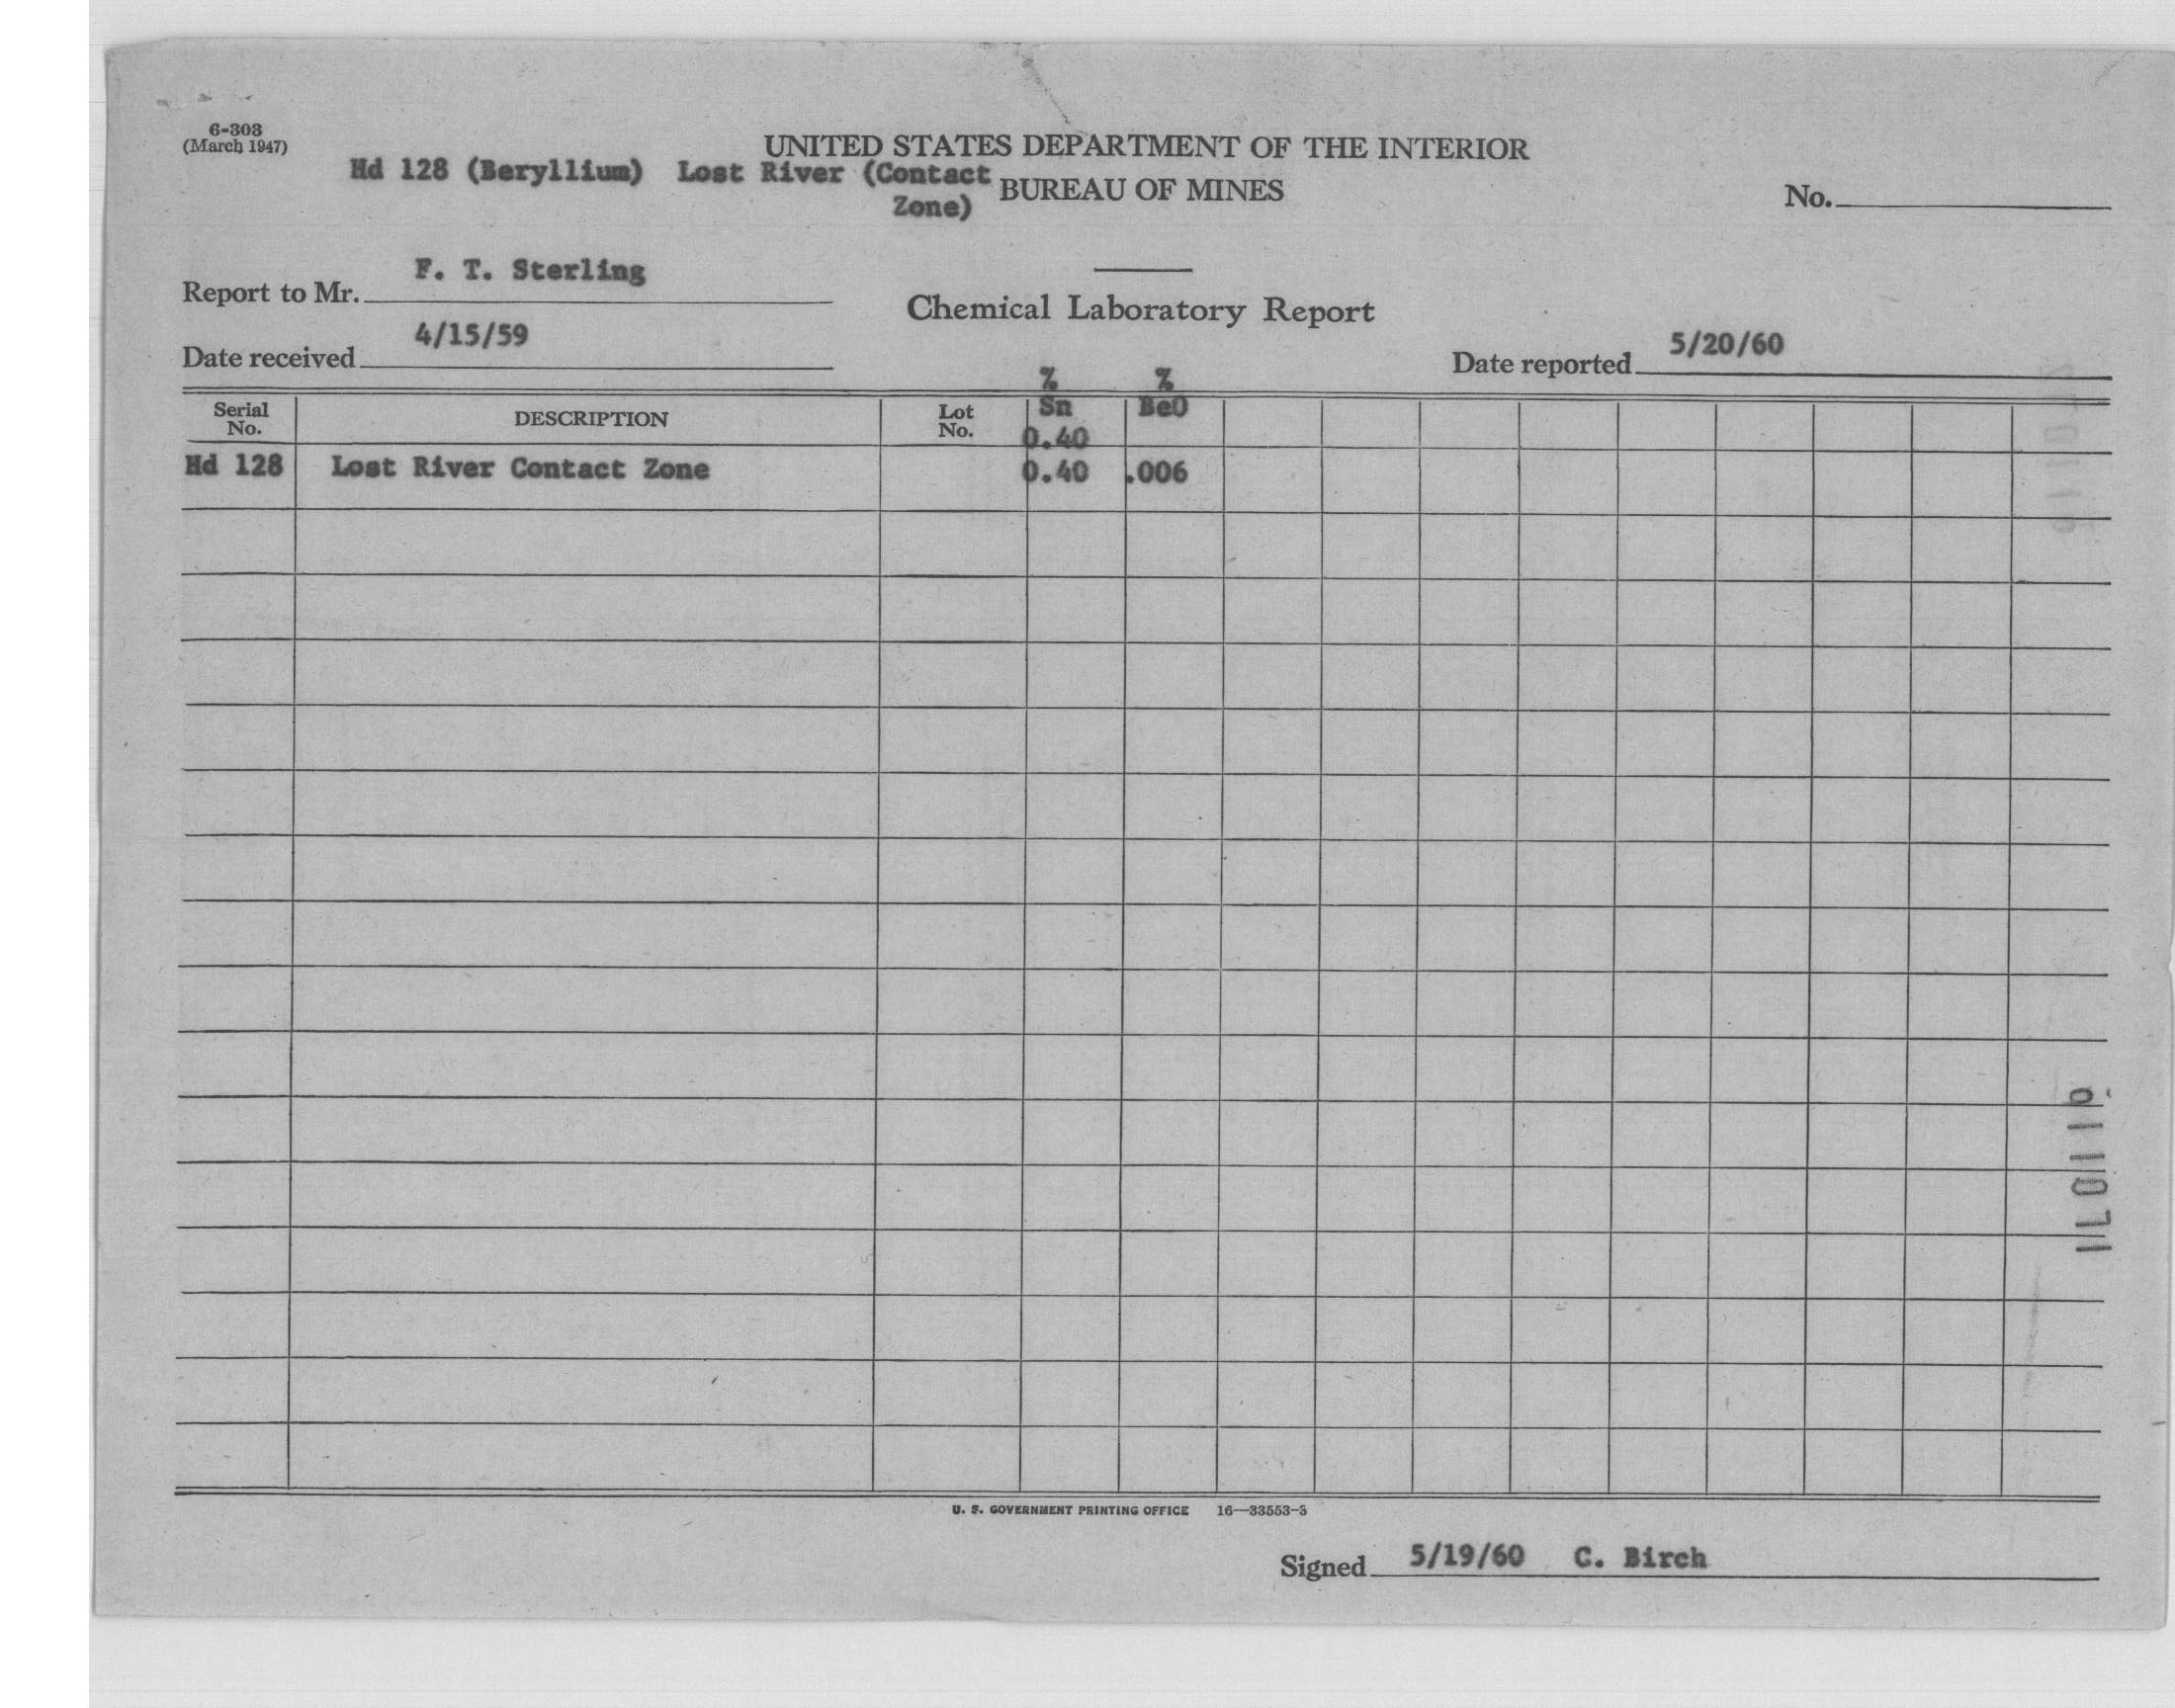 6-303
(March 1947)
UNITED STATES DEPARTMENT OF THE INTERIOR
Hd 128 (Beryllium) Lost River (Contact
Zone)
BUREAU OF MINES
No.
Report to Mr. F. T. Sterling
Chemical Laboratory Report
Date received 4/15/59
Date reported 5/20/60
% %
Serial No. DESCRIPTION Lot No. Sn BeO
0.40
Hd 128 Lost River Contact Zone 0.40 .006
U. S. GOVERNMENT PRINTING OFFICE 16—33553-3
Signed 5/19/60 C. Birch